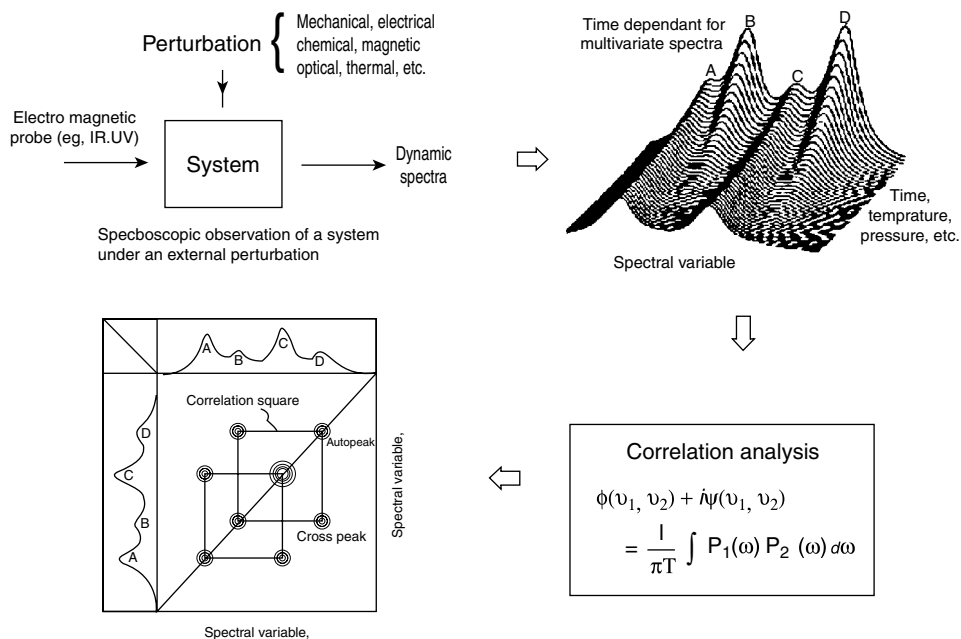 Perturbation
Mechanical, electrical
chemical, magnetic
optical, thermal, etc.
Electro magnetic
probe (eg, IR.UV)
System
Dynamic
spectra
Specboscopic observation of a system
under an external perturbation
Time dependant for
multivariate spectra
A
B
C
D
Time,
temprature,
pressure, etc.
Spectral variable
Correlation analysis
ϕ(υ1, υ2) + iψ(υ1, υ2)
= I/πT ∫ P1(ω) P2 (ω) dω
A
B
C
D
Correlation square
Autopeak
Cross peak
D
C
B
A
Spectral variable,
Spectral variable,